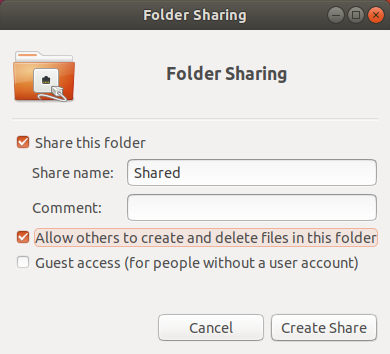 Folder Sharing
Folder Sharing
Share this folder
Share name: Shared
Comment:
Allow others to create and delete files in this folder
Guest access (for people without a user account)
Cancel Create Share